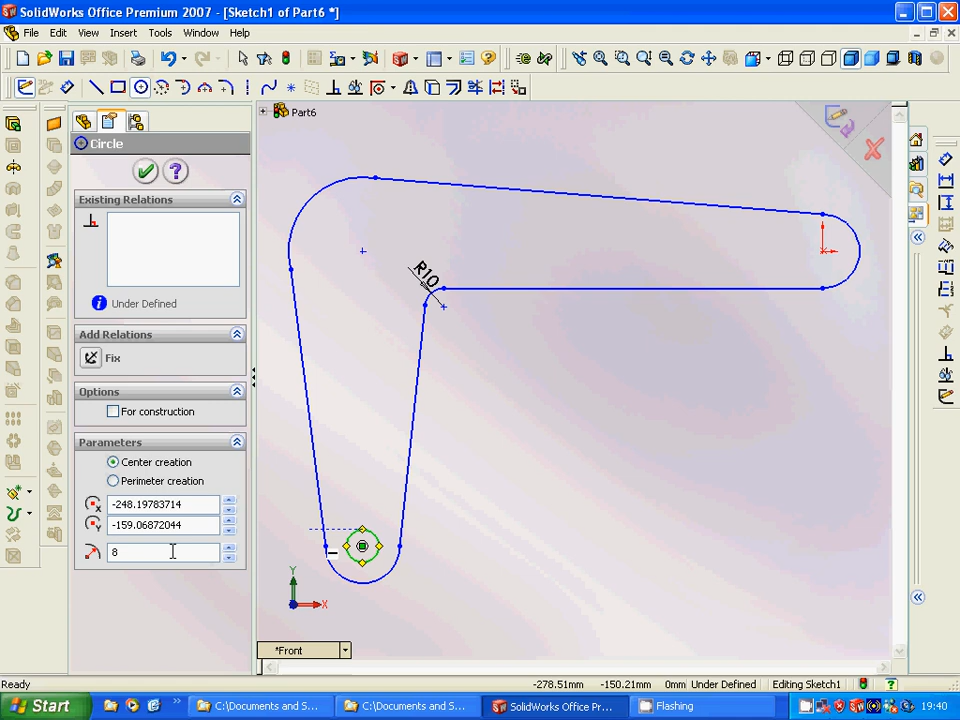 SolidWorks Office Premium 2007 - [Sketch1 of Part6 *]
File Edit View Insert Tools Window Help
Part6
Circle
Existing Relations
Under Defined
Add Relations
Fix
Options
For construction
Parameters
Center creation
Perimeter creation
-248.19783714
-159.06872044
8
R10
Y
X
*Front
Ready
-278.51mm -150.21mm 0mm Under Defined Editing Sketch1
Start
C:\Documents and S...
C:\Documents and S...
SolidWorks Office Pr...
Flashing
19:40